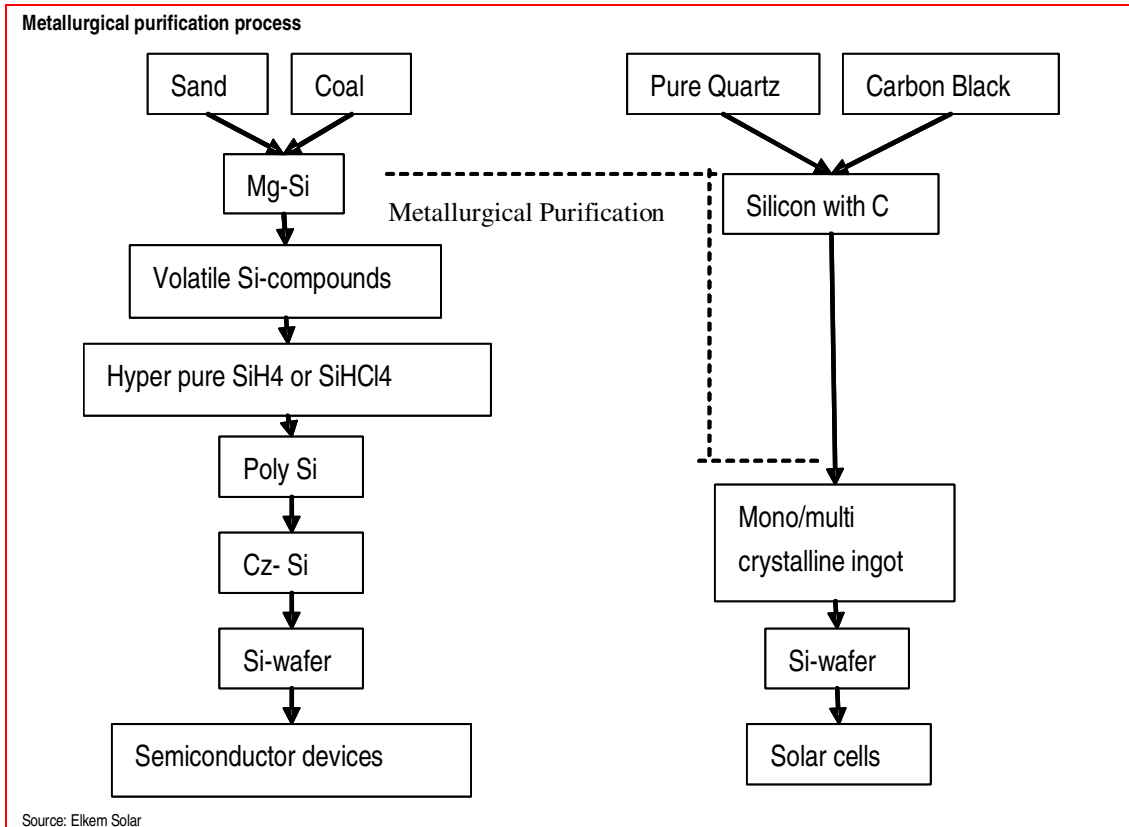 Metallurgical purification process
Sand
Coal
Mg-Si
Volatile Si-compounds
Hyper pure SiH4 or SiHCl4
Poly Si
Cz- Si
Si-wafer
Semiconductor devices
Metallurgical Purification
Pure Quartz
Carbon Black
Silicon with C
Mono/multi
crystalline ingot
Si-wafer
Solar cells
Source: Elkem Solar